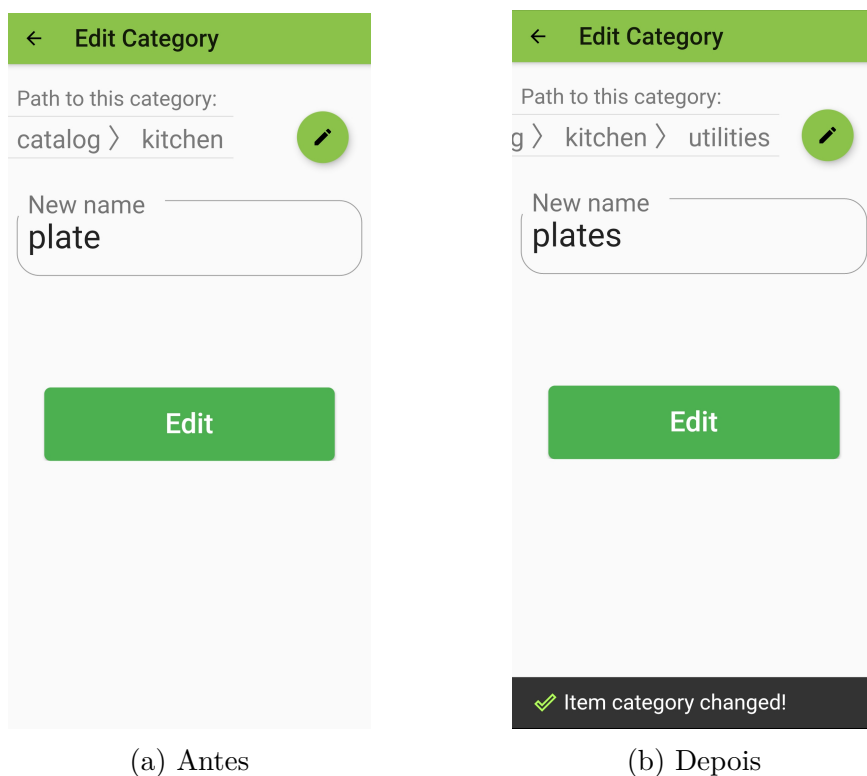 Edit Category
Path to this category:
catalog 〉 kitchen
New name
plate
Edit
(a) Antes
Edit Category
Path to this category:
g 〉 kitchen 〉 utilities
New name
plates
Edit
Item category changed!
(b) Depois